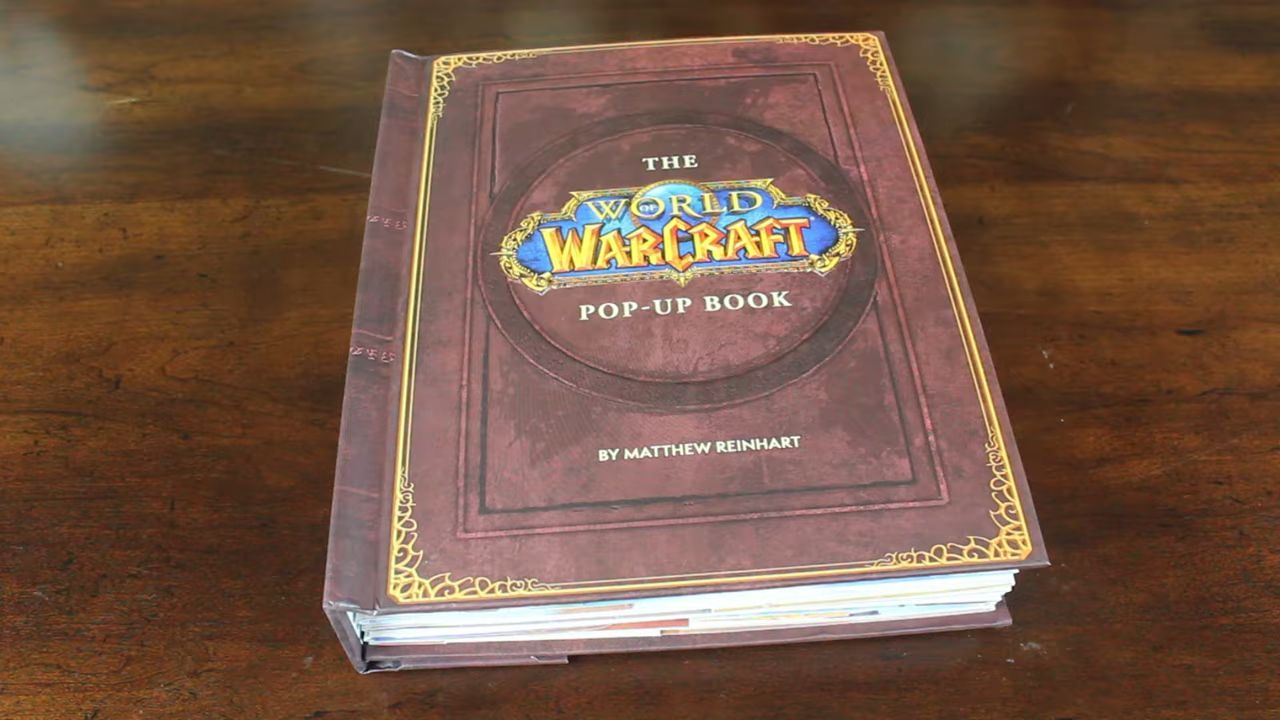 THE
WORLD OF
WARCRAFT
POP-UP BOOK
BY MATTHEW REINHART